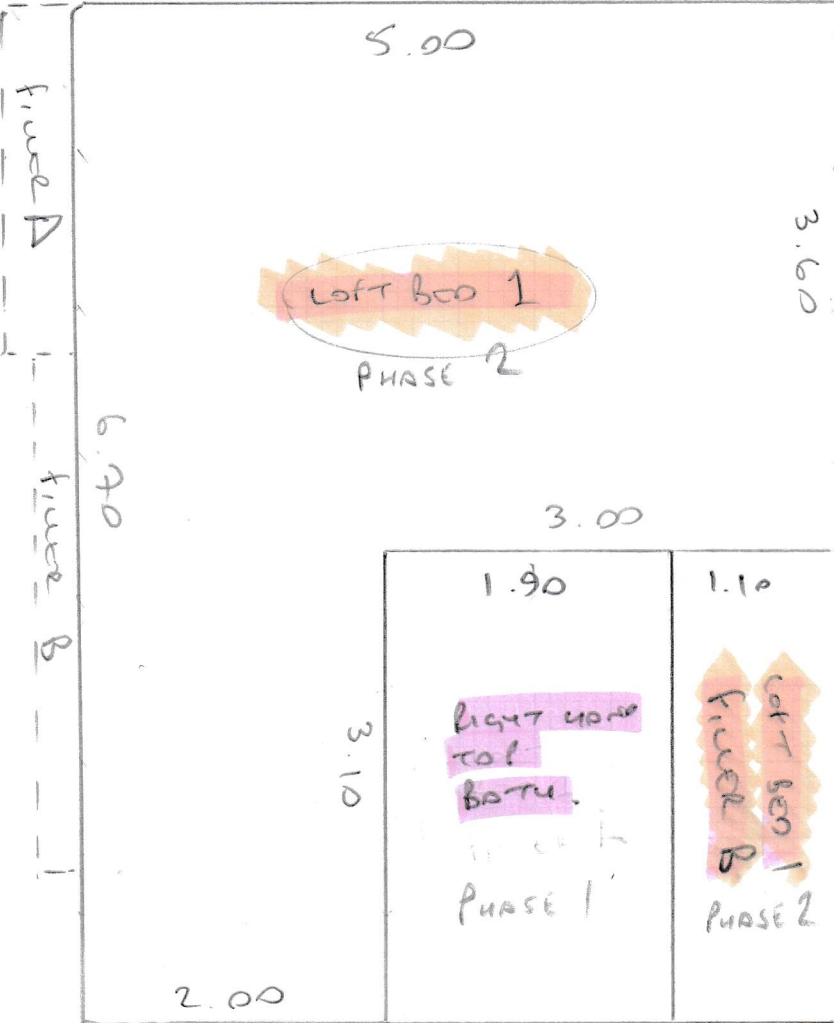 5.00
Filler A
3.60
LOFT BED 1
PHASE 2
6.70
Filler B
3.00
1.90
1.10
RIGHT HAND
TOP
BATH.
3.10
LOFT BED 1
FILLER B
PHASE 1
PHASE 2
2.00